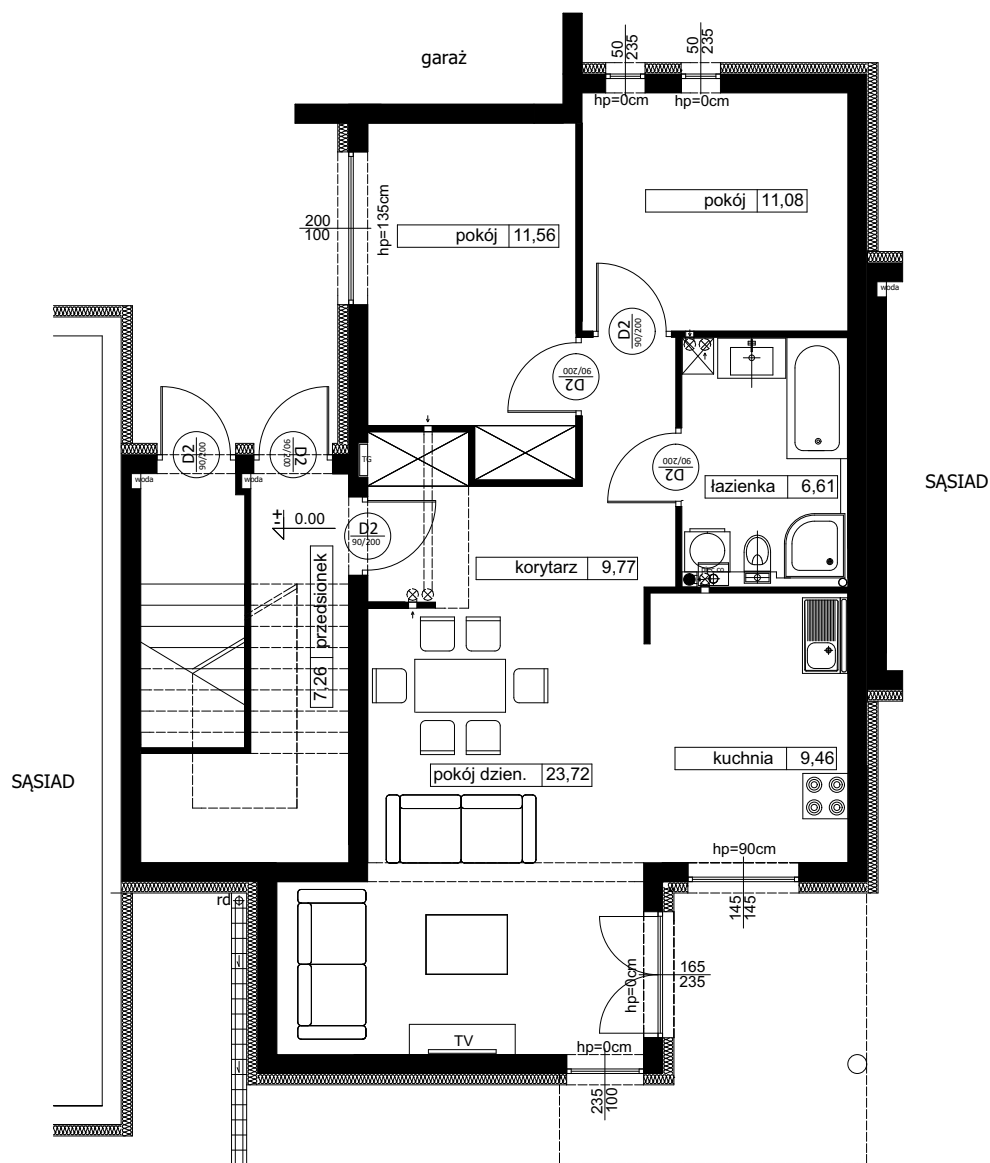 garaż
50
235
50
235
hp=0cm
hp=0cm
pokój 11,08
200
100
hp=135cm
pokój 11,56
woda
D2
90/200
D2
90/200
D2
90/200
D2
90/200
D2
90/200
TG
woda
woda
łazienka 6,61
SĄSIAD
± 0.00
D2
90/200
korytarz 9,77
7,26 przedsionek
kuchnia 9,46
pokój dzien. 23,72
SĄSIAD
hp=90cm
145
145
rd
hp=0cm
165
235
TV
hp=0cm
235
100